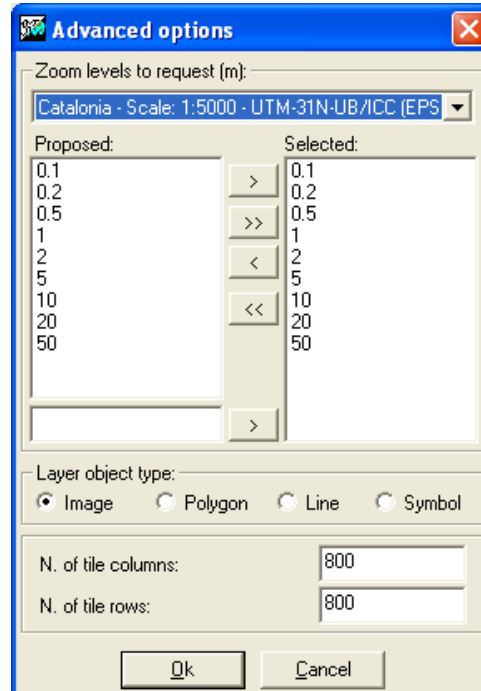 Advanced options
Zoom levels to request (m):
Catalonia - Scale: 1:5000 - UTM-31N-UB/ICC (EPS
Proposed:
Selected:
0.1
0.2
0.5
1
2
5
10
20
50
>
>>
<
<<
0.1
0.2
0.5
1
2
5
10
20
50
>
Layer object type:
Image Polygon Line Symbol
N. of tile columns: 800
N. of tile rows: 800
Ok Cancel